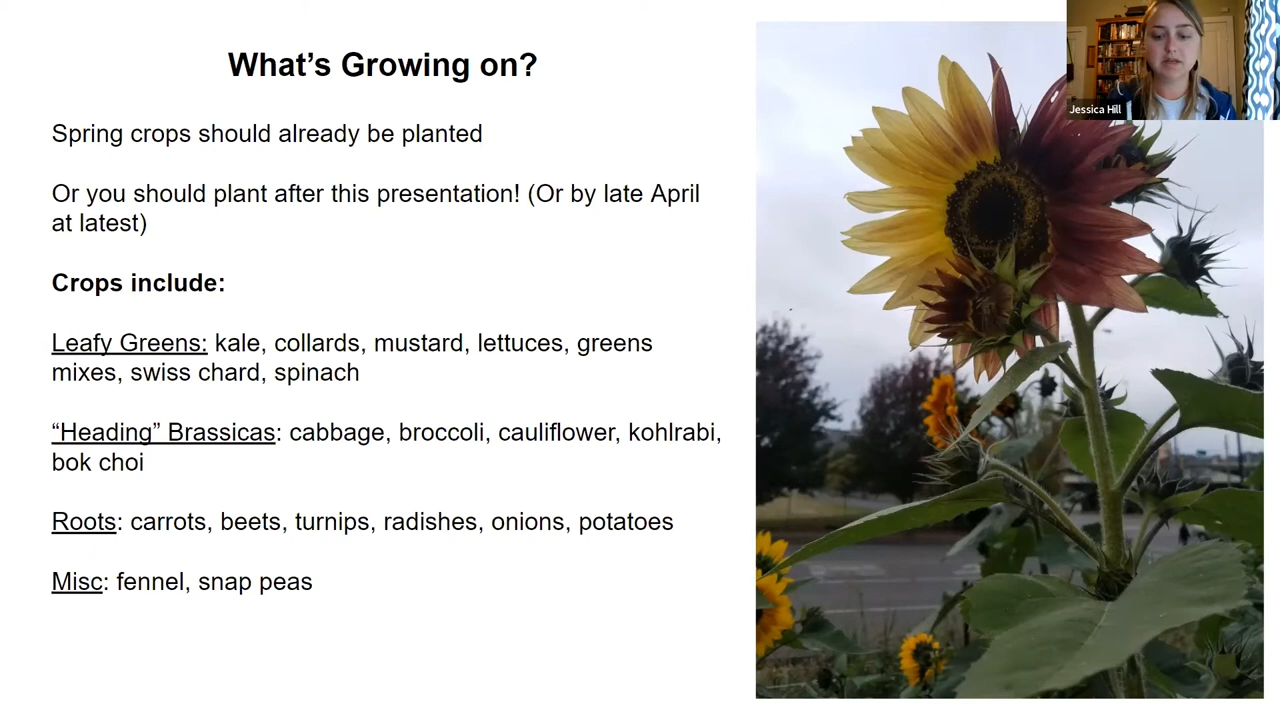 What’s Growing on?
Jessica Hill
Spring crops should already be planted
Or you should plant after this presentation! (Or by late April
at latest)
Crops include:
Leafy Greens: kale, collards, mustard, lettuces, greens
mixes, swiss chard, spinach
“Heading” Brassicas: cabbage, broccoli, cauliflower, kohlrabi,
bok choi
Roots: carrots, beets, turnips, radishes, onions, potatoes
Misc: fennel, snap peas